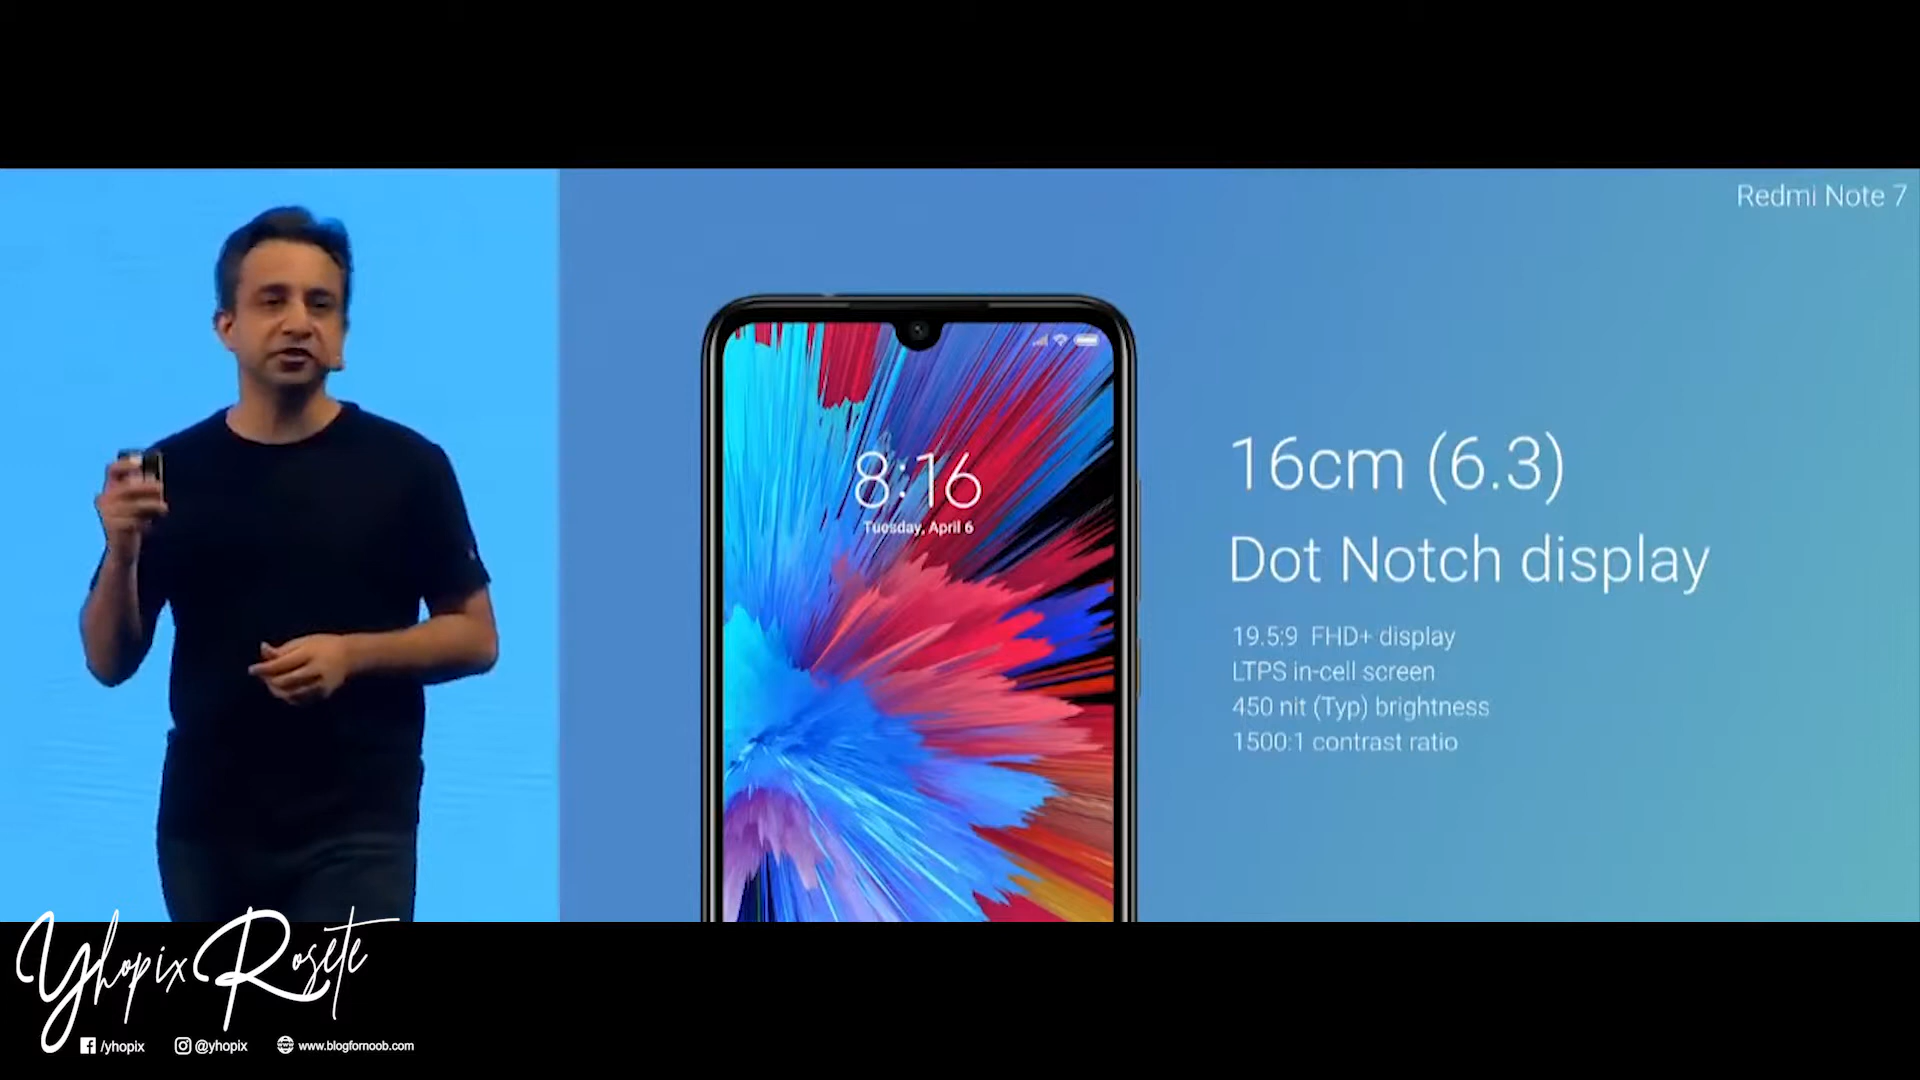 Redmi Note 7
8:16
Tuesday, April 6
16cm (6.3)
Dot Notch display
19.5:9 FHD+ display
LTPS in-cell screen
450 nit (Typ) brightness
1500:1 contrast ratio
Yhopix Rosete
/yhopix @yhopix www.blogfornoob.com